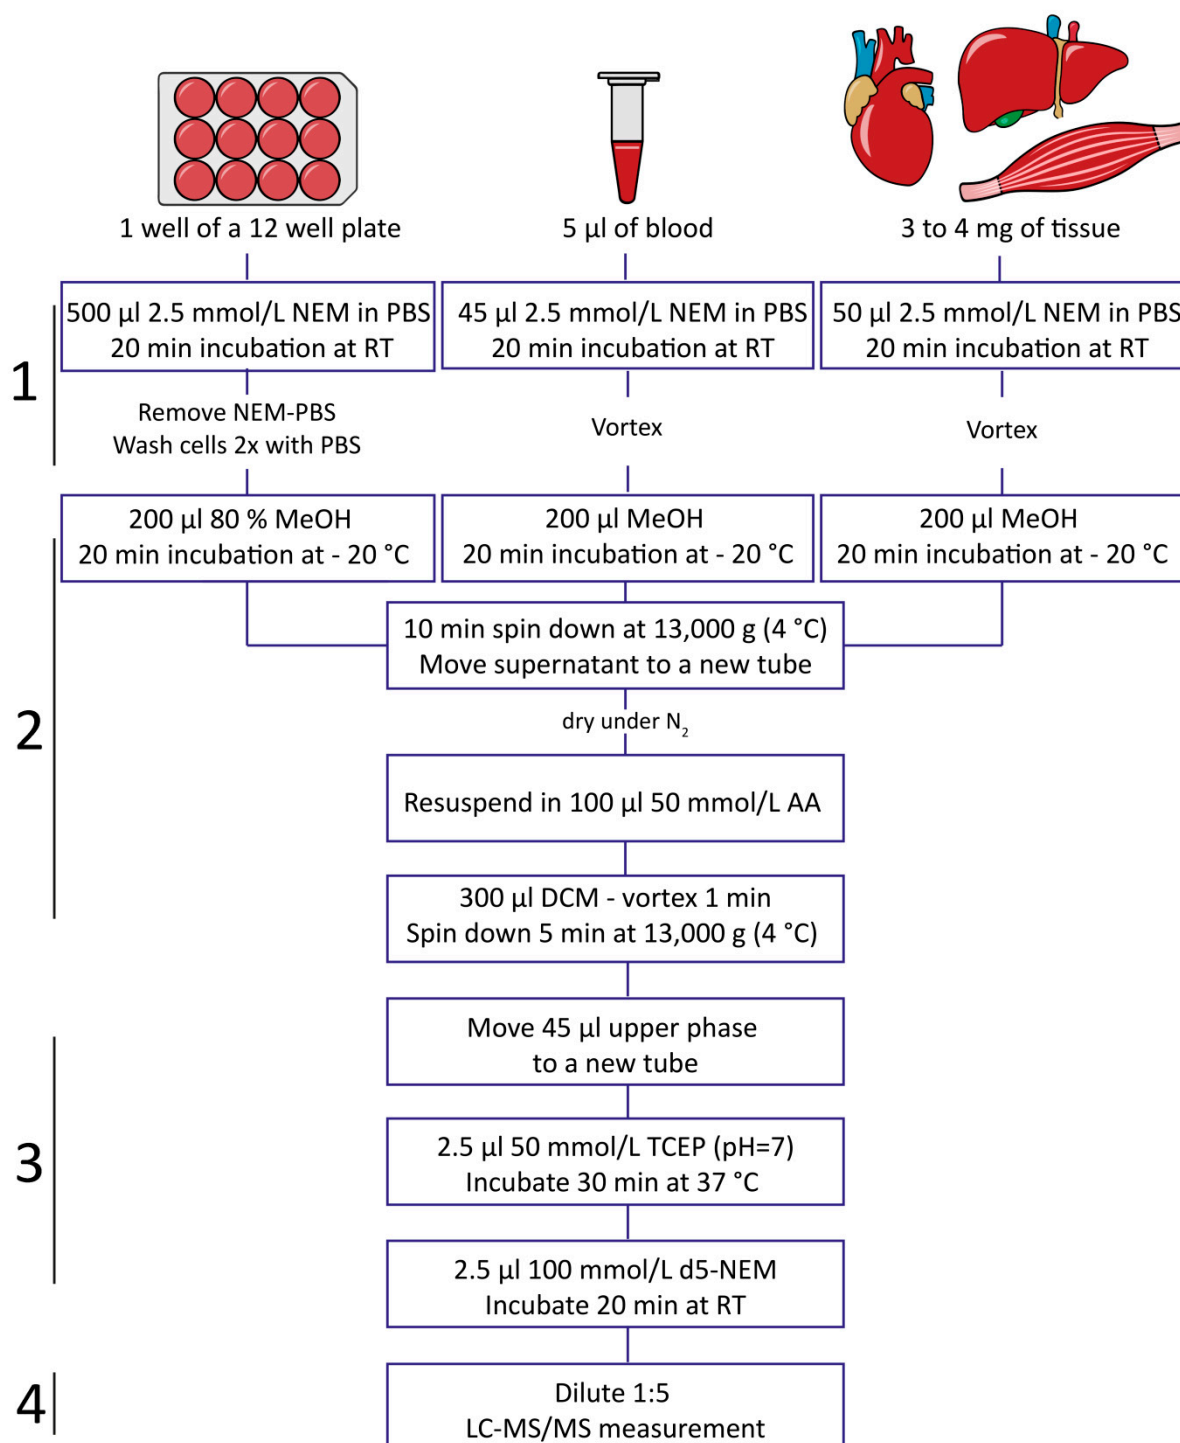 1 well of a 12 well plate
5 µl of blood
3 to 4 mg of tissue
1
500 µl 2.5 mmol/L NEM in PBS
20 min incubation at RT
45 µl 2.5 mmol/L NEM in PBS
20 min incubation at RT
50 µl 2.5 mmol/L NEM in PBS
20 min incubation at RT
Remove NEM-PBS
Wash cells 2x with PBS
Vortex
Vortex
2
200 µl 80 % MeOH
20 min incubation at - 20 °C
200 µl MeOH
20 min incubation at - 20 °C
200 µl MeOH
20 min incubation at - 20 °C
10 min spin down at 13,000 g (4 °C)
Move supernatant to a new tube
dry under N₂
Resuspend in 100 µl 50 mmol/L AA
300 µl DCM - vortex 1 min
Spin down 5 min at 13,000 g (4 °C)
3
Move 45 µl upper phase
to a new tube
2.5 µl 50 mmol/L TCEP (pH=7)
Incubate 30 min at 37 °C
2.5 µl 100 mmol/L d5-NEM
Incubate 20 min at RT
4
Dilute 1:5
LC-MS/MS measurement